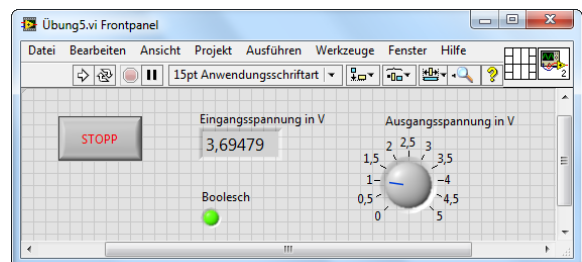 Übung5.vi Frontpanel
Datei Bearbeiten Ansicht Projekt Ausführen Werkzeuge Fenster Hilfe
15pt Anwendungsschriftart
2
STOPP
Eingangsspannung in V
3,69479
Boolesch
Ausgangsspannung in V
0 0,5 1 1,5 2 2,5 3 3,5 4 4,5 5